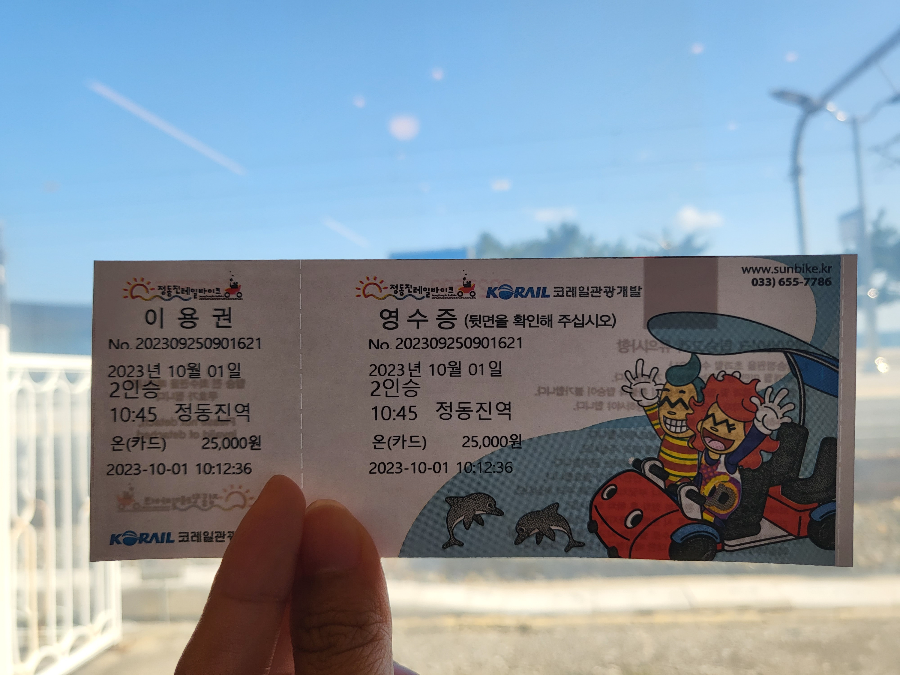 정동진레일바이크
이 용 권
No. 202309250901621
2023년 10월 01일
2인승
10:45 정동진역
온(카드) 25,000원
2023-10-01 10:12:36
KORAIL 코레일관광
정동진레일바이크 KORAIL 코레일관광개발
영 수 증 (뒷면을 확인해 주십시오)
No. 202309250901621
2023년 10월 01일
2인승
10:45 정동진역
온(카드) 25,000원
2023-10-01 10:12:36
www.sunbike.kr
033) 655-7786